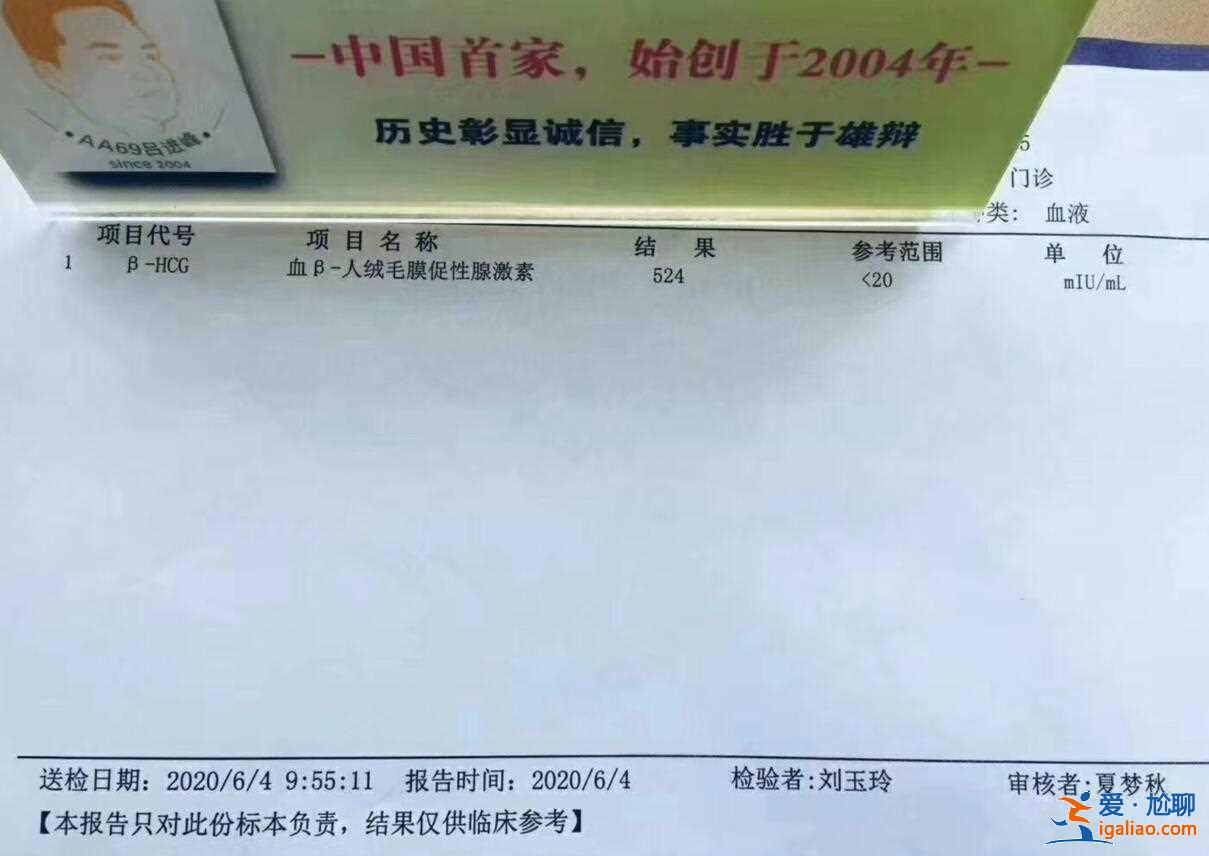 —中国首家，始创于2004年—
历史彰显诚信，事实胜于雄辩
AA69吕进峰
since 2004
5
门诊
类： 血液
项目代号 项目名称 结 果 参考范围 单 位
1 β-HCG 血β-人绒毛膜促性腺激素 524 <20 mIU/mL
送检日期：2020/6/4 9:55:11 报告时间：2020/6/4 检验者:刘玉玲 审核者:夏梦秋
【本报告只对此份标本负责，结果仅供临床参考】
爱·尬聊
igaliao.com